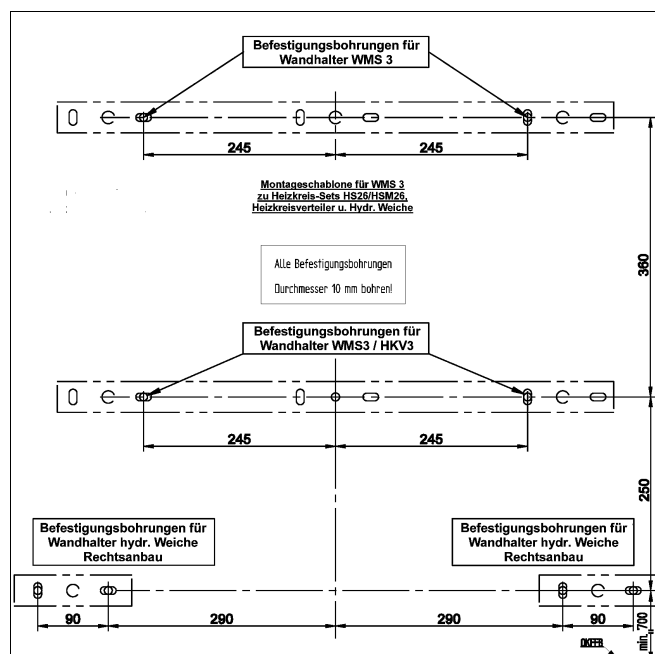 Befestigungsbohrungen für
Wandhalter WMS 3
245
245
Montageschablone für WMS 3
zu Heizkreis-Sets HS26/HSM26,
Heizkreisverteiler u. Hydr. Weiche
360
Alle Befestigungsbohrungen
Durchmesser 10 mm bohren!
Befestigungsbohrungen für
Wandhalter WMS3 / HKV3
245
245
250
Befestigungsbohrungen für
Wandhalter hydr. Weiche
Rechtsanbau
Befestigungsbohrungen für
Wandhalter hydr. Weiche
Rechtsanbau
90
290
290
90
min. 700
OKFFB